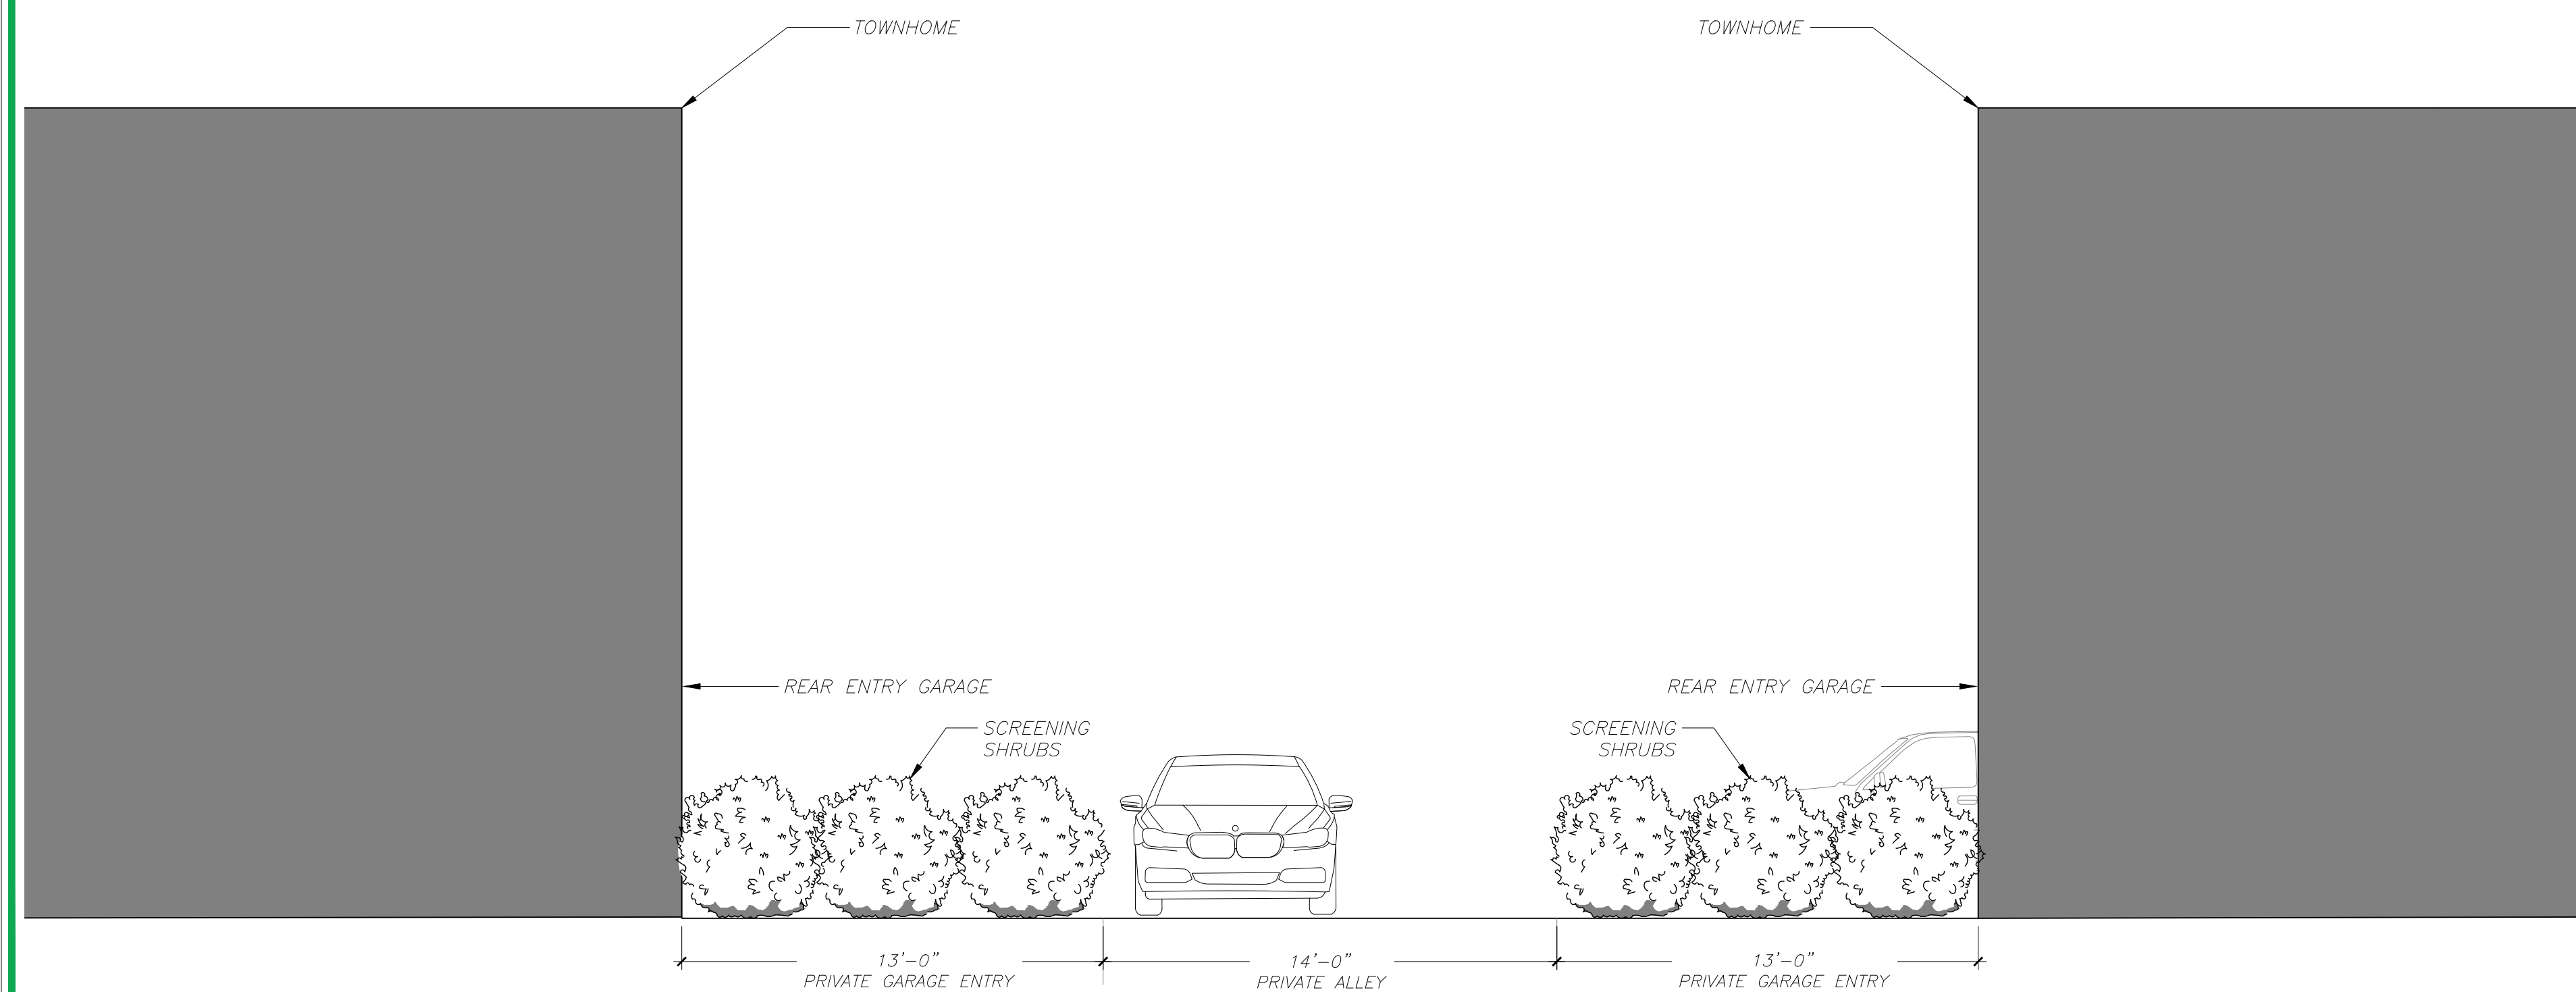 TOWNHOME
TOWNHOME
REAR ENTRY GARAGE
REAR ENTRY GARAGE
SCREENING
SHRUBS
SCREENING
SHRUBS
13'-0"
PRIVATE GARAGE ENTRY
14'-0"
PRIVATE ALLEY
13'-0"
PRIVATE GARAGE ENTRY